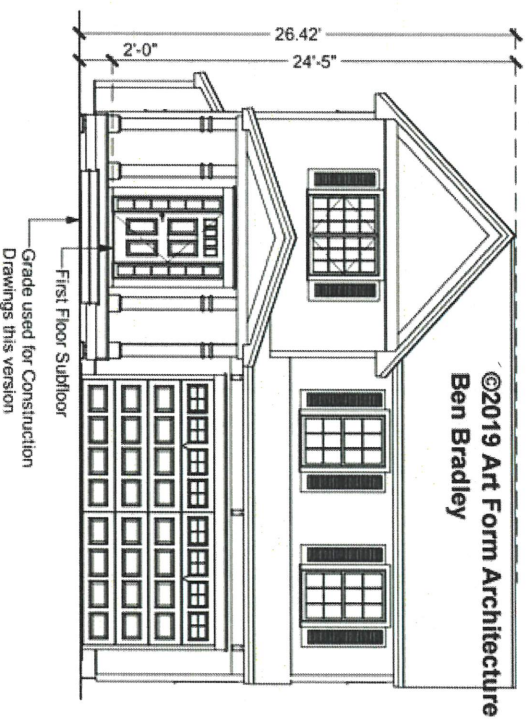 ©2019 Art Form Architecture
Ben Bradley
26.42'
24'-5"
2'-0"
First Floor Subfloor
Grade used for Construction
Drawings this version